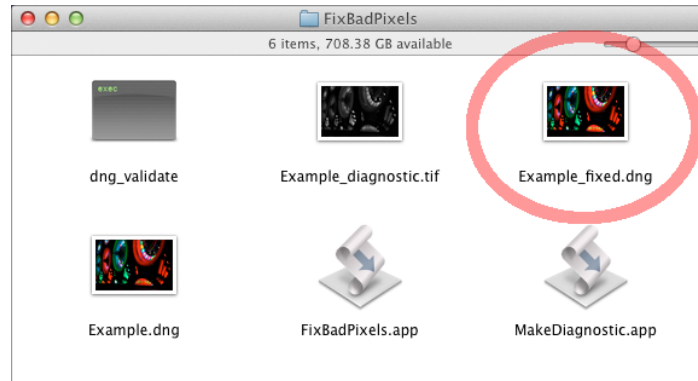 FixBadPixels
6 items, 708.38 GB available
exec
dng_validate
Example_diagnostic.tif
Example_fixed.dng
Example.dng
FixBadPixels.app
MakeDiagnostic.app